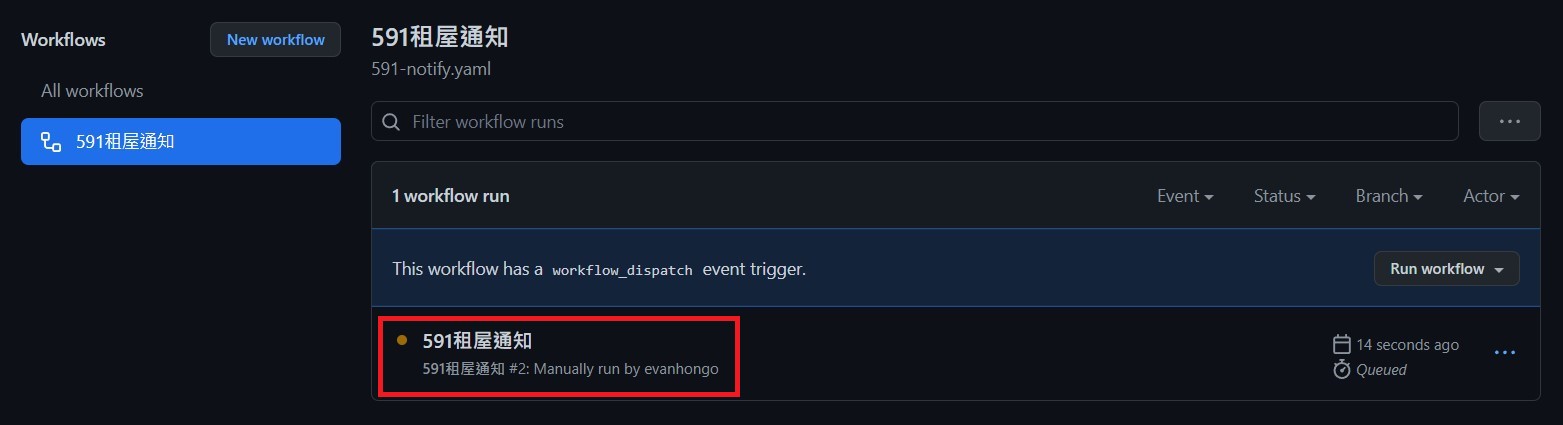 Workflows
New workflow
All workflows
591租屋通知
591租屋通知
591-notify.yaml
Filter workflow runs
1 workflow run
Event
Status
Branch
Actor
This workflow has a workflow_dispatch event trigger.
Run workflow
591租屋通知
591租屋通知 #2: Manually run by evanhongo
14 seconds ago
Queued